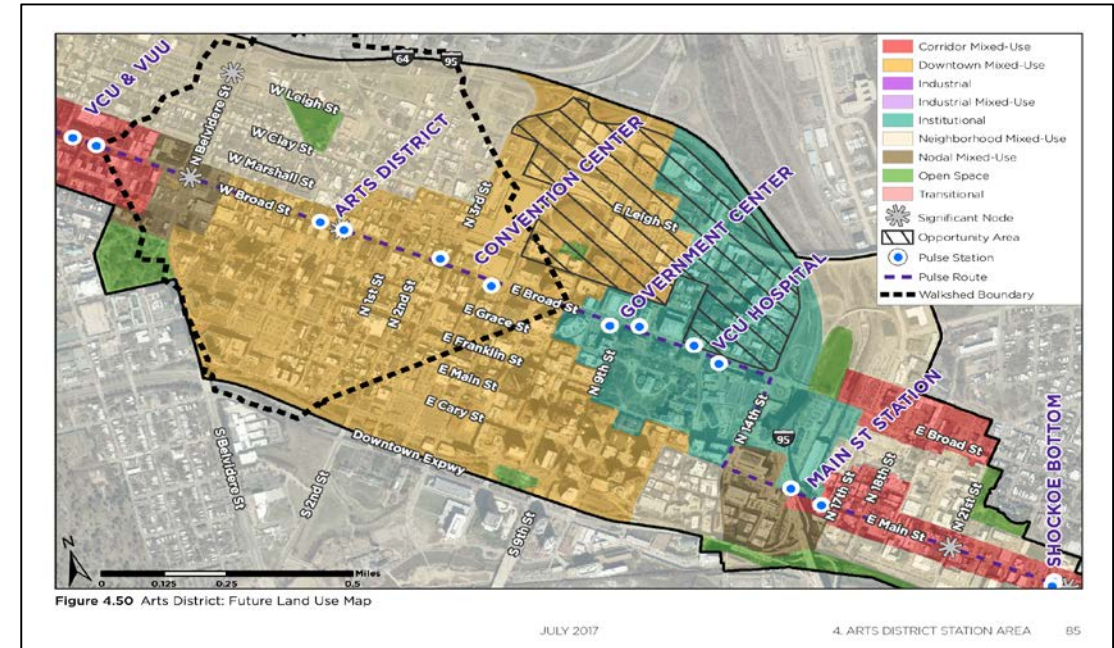 VCU & VUU
64
95
N Belvidere St
W Leigh St
W Clay St
W Marshall St
W Broad St
ARTS DISTRICT
N 3rd St
CONVENTION CENTER
E Leigh St
GOVERNMENT CENTER
VCU HOSPITAL
N 1st St
N 2nd St
E Broad St
E Grace St
E Franklin St
E Main St
E Cary St
N 9th St
N 14th St
95
MAIN ST STATION
E Broad St
N 17th St
N 18th St
N 21st St
E Main St
SHOCKOE BOTTOM
Downtown Expwy
S Belvidere St
S 2nd St
S 9th St
Corridor Mixed-Use
Downtown Mixed-Use
Industrial
Industrial Mixed-Use
Institutional
Neighborhood Mixed-Use
Nodal Mixed-Use
Open Space
Transitional
Significant Node
Opportunity Area
Pulse Station
Pulse Route
Walkshed Boundary
N
Miles
0 0.125 0.25 0.5
Figure 4.50 Arts District: Future Land Use Map
JULY 2017
4. ARTS DISTRICT STATION AREA 85